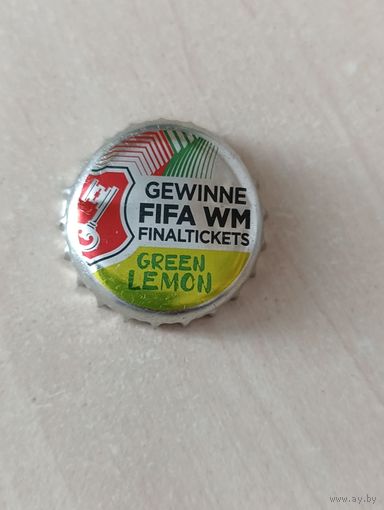 GEWINNE
FIFA WM
FINALTICKETS
GREEN
LEMON
www.ay.by